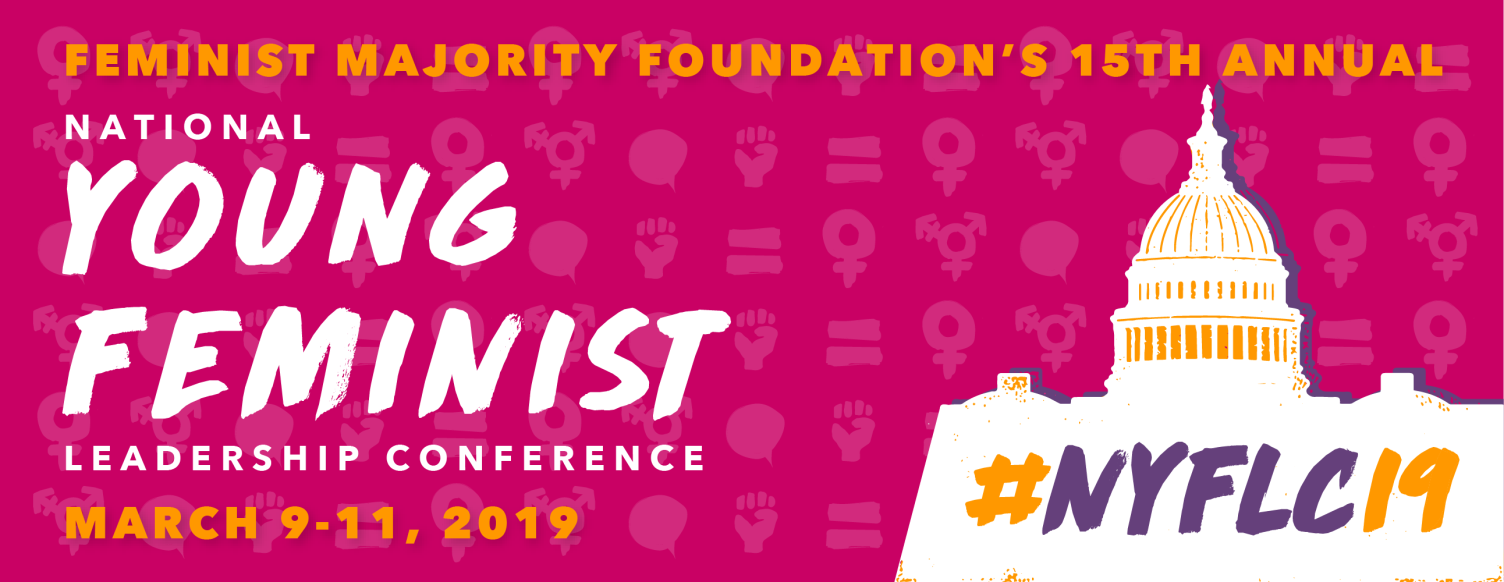 FEMINIST MAJORITY FOUNDATION'S 15TH ANNUAL
NATIONAL
YOUNG
FEMINIST
LEADERSHIP CONFERENCE
MARCH 9-11, 2019
#NYFLC19